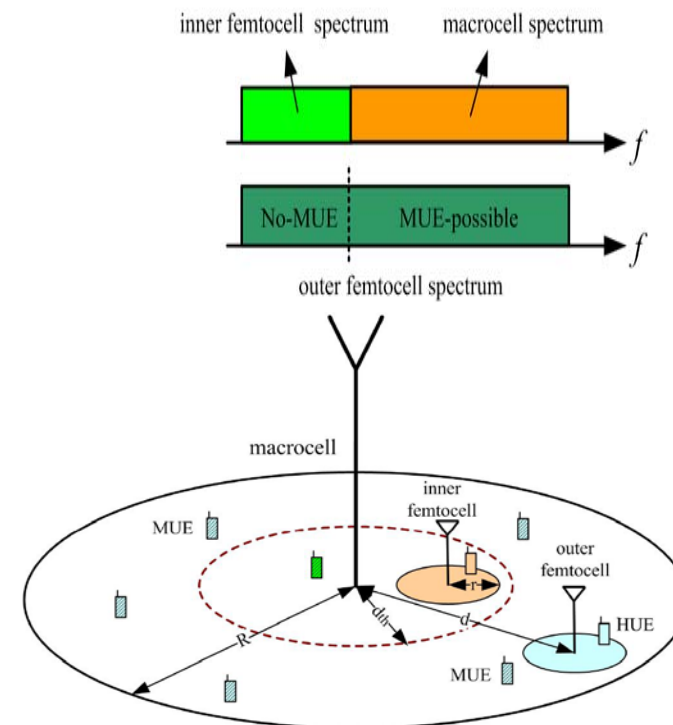 inner femtocell spectrum
macrocell spectrum
f
No-MUE
MUE-possible
f
outer femtocell spectrum
macrocell
inner
femtocell
MUE
outer
femtocell
r
dth
d
R
HUE
MUE